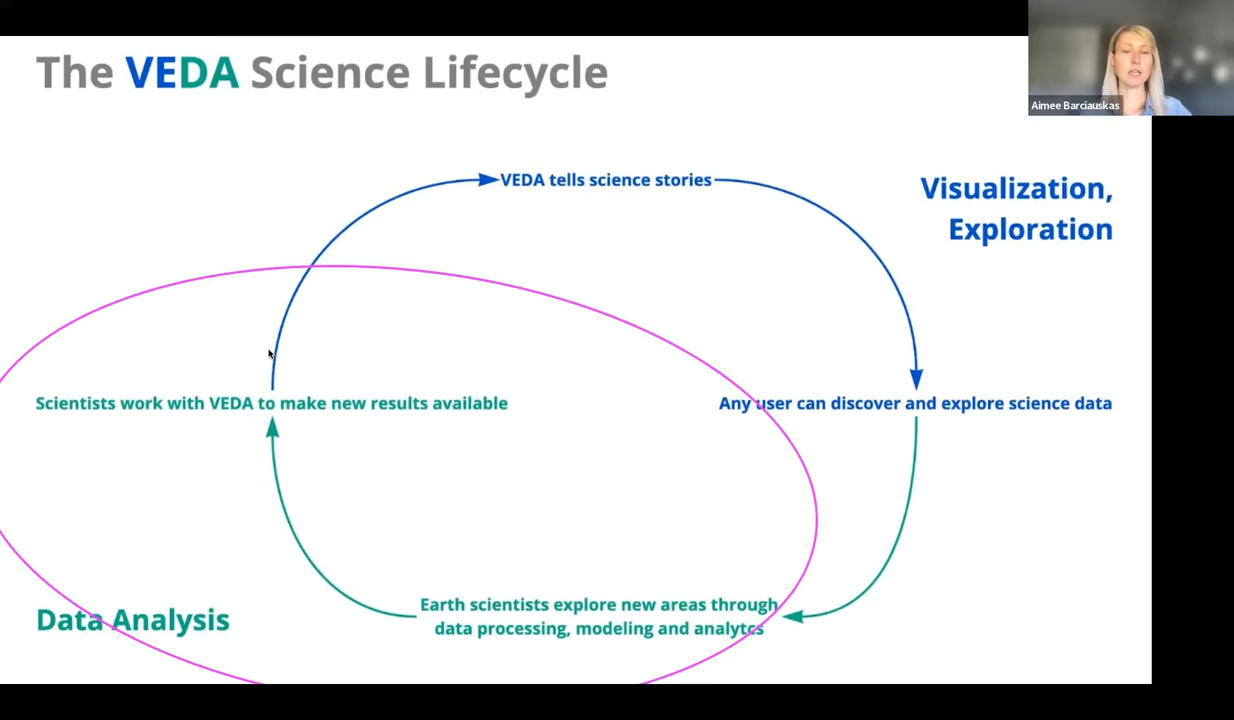 The VEDA Science Lifecycle
Aimee Barciauskas
VEDA tells science stories
Visualization,
Exploration
Scientists work with VEDA to make new results available
Any user can discover and explore science data
Data Analysis
Earth scientists explore new areas through
data processing, modeling and analytcs